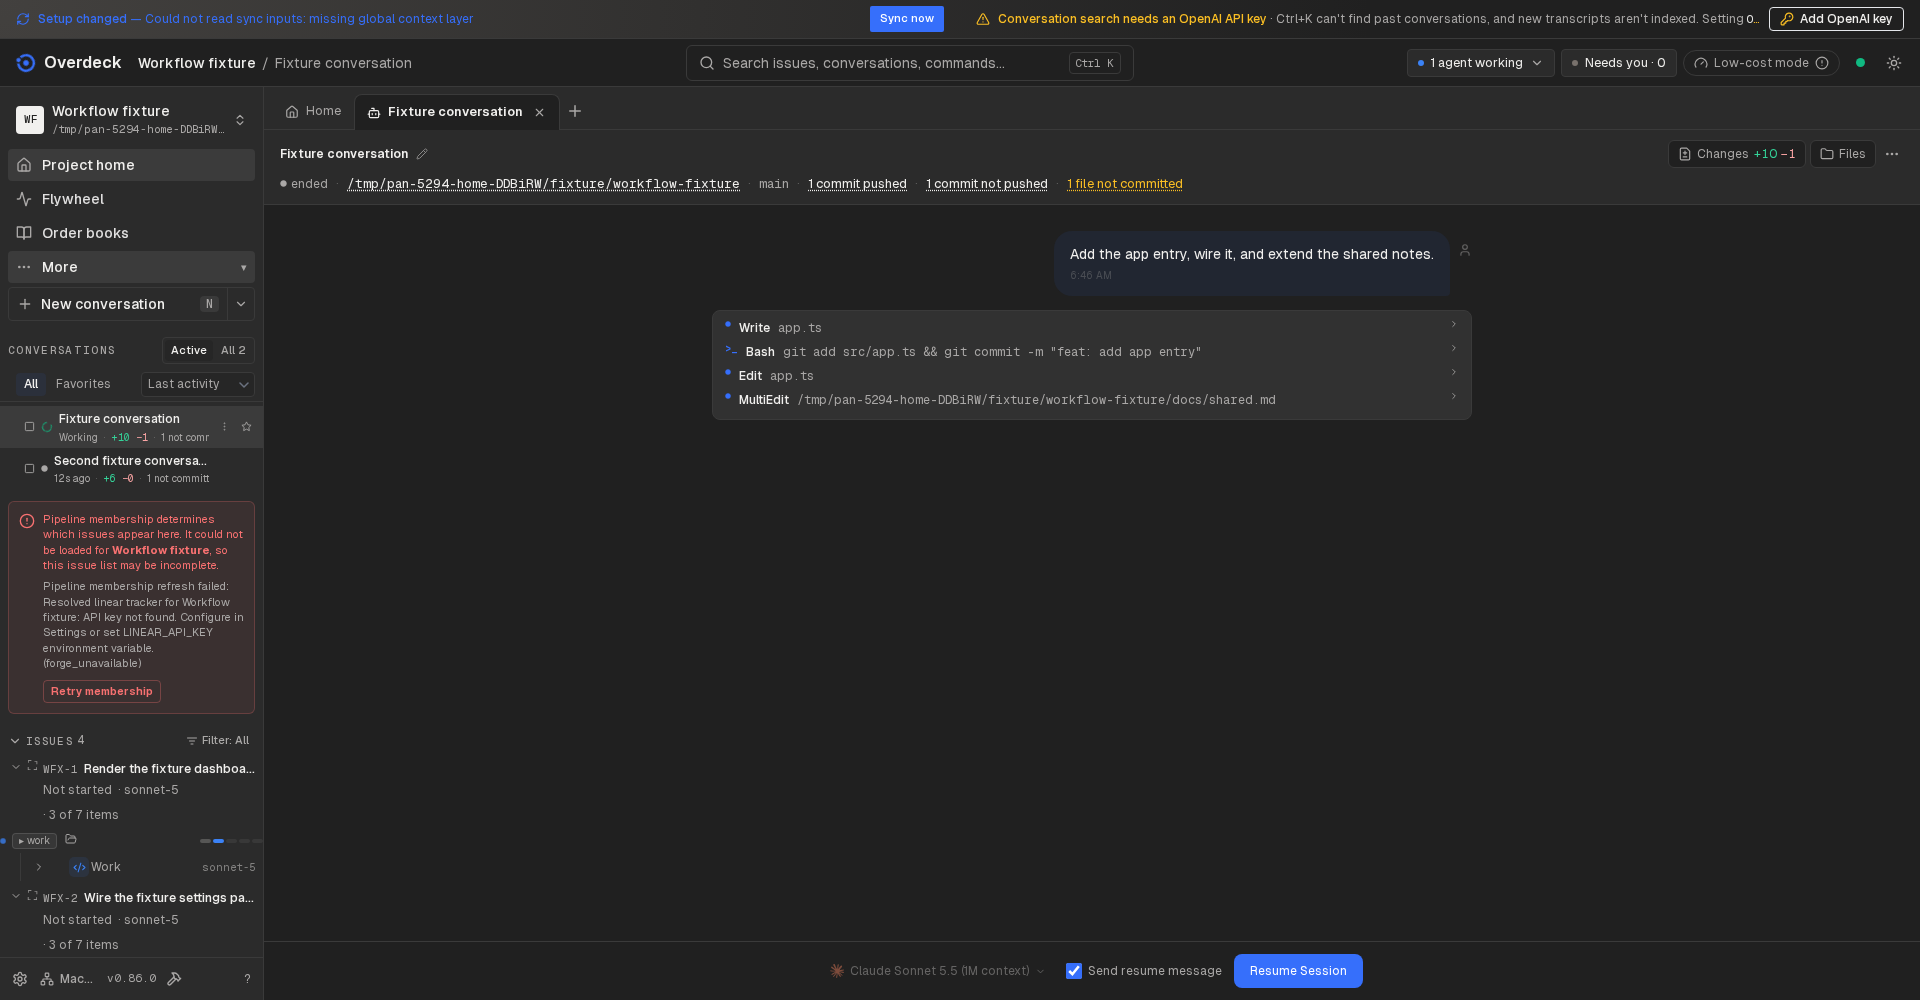 Setup changed — Could not read sync inputs: missing global context layer
Sync now
Conversation search needs an OpenAI API key · Ctrl+K can't find past conversations, and new transcripts aren't indexed. Setting O…
Add OpenAI key
Overdeck
Workflow fixture / Fixture conversation
Search issues, conversations, commands...
Ctrl K
1 agent working
Needs you · 0
Low-cost mode
WF
Workflow fixture
/tmp/pan-5294-home-DDBiRW…
Project home
Flywheel
Order books
More
New conversation
N
CONVERSATIONS
Active
All 2
All
Favorites
Last activity
Fixture conversation
Working · +10 −1 · 1 not comr
Second fixture conversa...
12s ago · +6 −0 · 1 not committ
Pipeline membership determines
which issues appear here. It could not
be loaded for Workflow fixture, so
this issue list may be incomplete.
Pipeline membership refresh failed:
Resolved linear tracker for Workflow
fixture: API key not found. Configure in
Settings or set LINEAR_API_KEY
environment variable.
(forge_unavailable)
Retry membership
ISSUES 4
Filter: All
WFX-1 Render the fixture dashboa...
Not started · sonnet-5
· 3 of 7 items
▸ work
Work
sonnet-5
WFX-2 Wire the fixture settings pa...
Not started · sonnet-5
· 3 of 7 items
Mac...
v0.86.0
?
Home
Fixture conversation
Fixture conversation
Changes +10 −1
Files
ended · /tmp/pan-5294-home-DDBiRW/fixture/workflow-fixture · main · 1 commit pushed · 1 commit not pushed · 1 file not committed
Add the app entry, wire it, and extend the shared notes.
6:46 AM
Write app.ts
>_ Bash git add src/app.ts && git commit -m "feat: add app entry"
Edit app.ts
MultiEdit /tmp/pan-5294-home-DDBiRW/fixture/workflow-fixture/docs/shared.md
Claude Sonnet 5.5 (1M context)
Send resume message
Resume Session